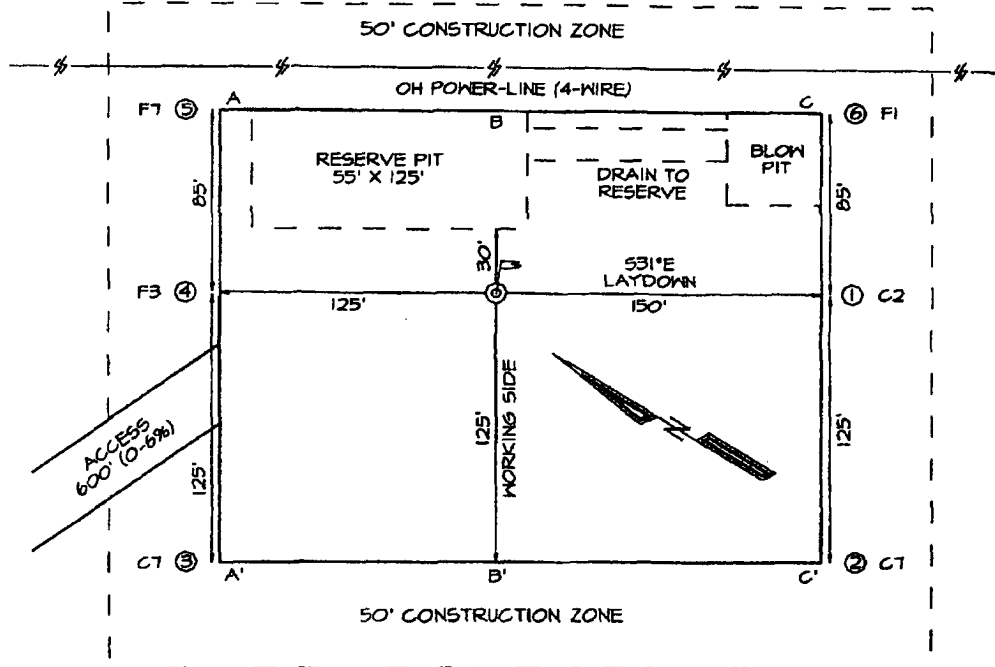 50' CONSTRUCTION ZONE
OH POWER-LINE (4-WIRE)
F7 ⑤ A
B
C ⑥ F1
RESERVE PIT
55' X 125'
BLOW
PIT
DRAIN TO
RESERVE
85'
85'
30'
S31°E
LAYDOWN
F3 ④
125'
150'
① C2
ACCESS
600' (0-6%)
125'
125'
WORKING SIDE
N
125'
C7 ③
A'
B'
C'
② C7
50' CONSTRUCTION ZONE